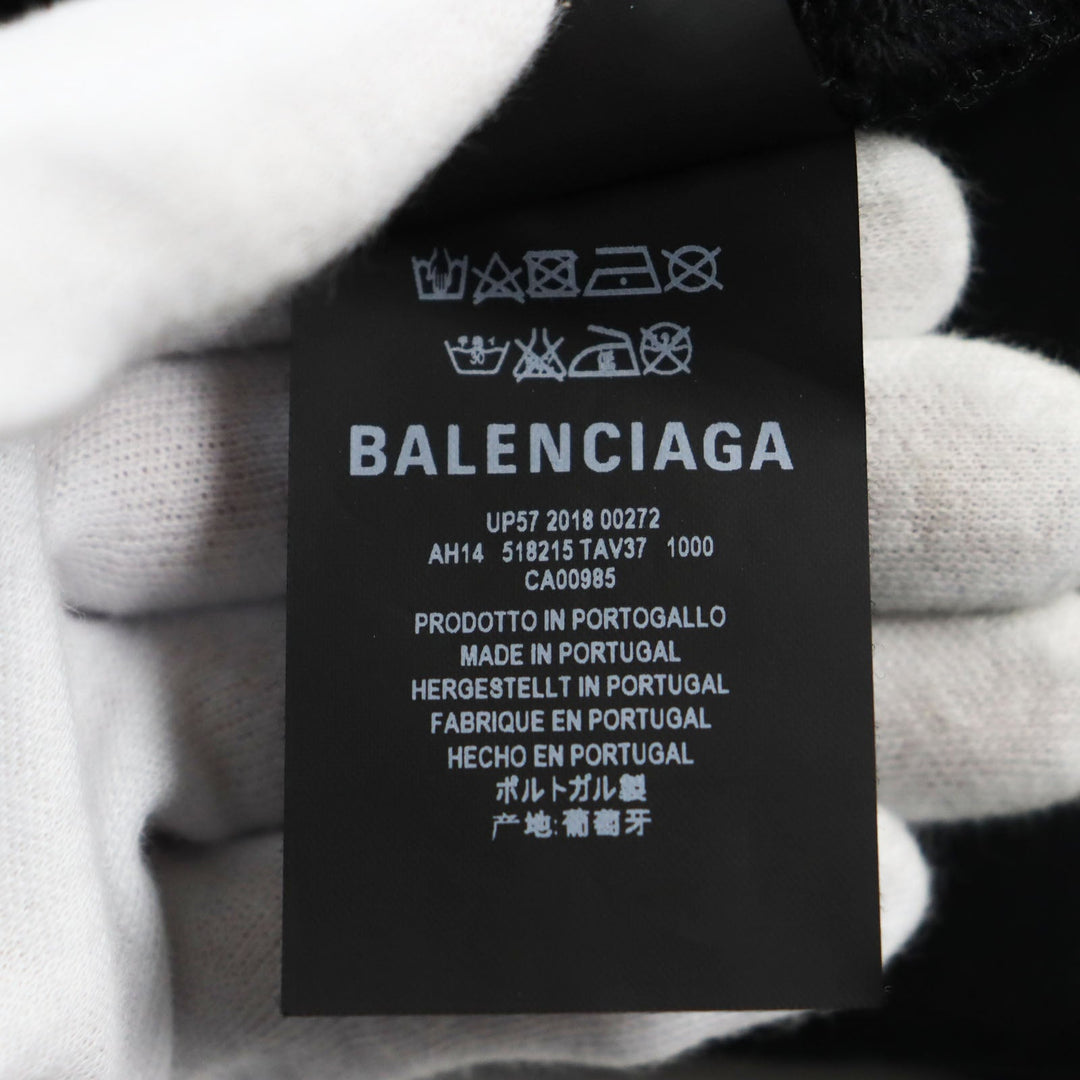 30
BALENCIAGA
UP57 2018 00272
AH14 518215 TAV37 1000
CA00985
PRODOTTO IN PORTOGALLO
MADE IN PORTUGAL
HERGESTELLT IN PORTUGAL
FABRIQUE EN PORTUGAL
HECHO EN PORTUGAL
ポルトガル製
产地:葡萄牙